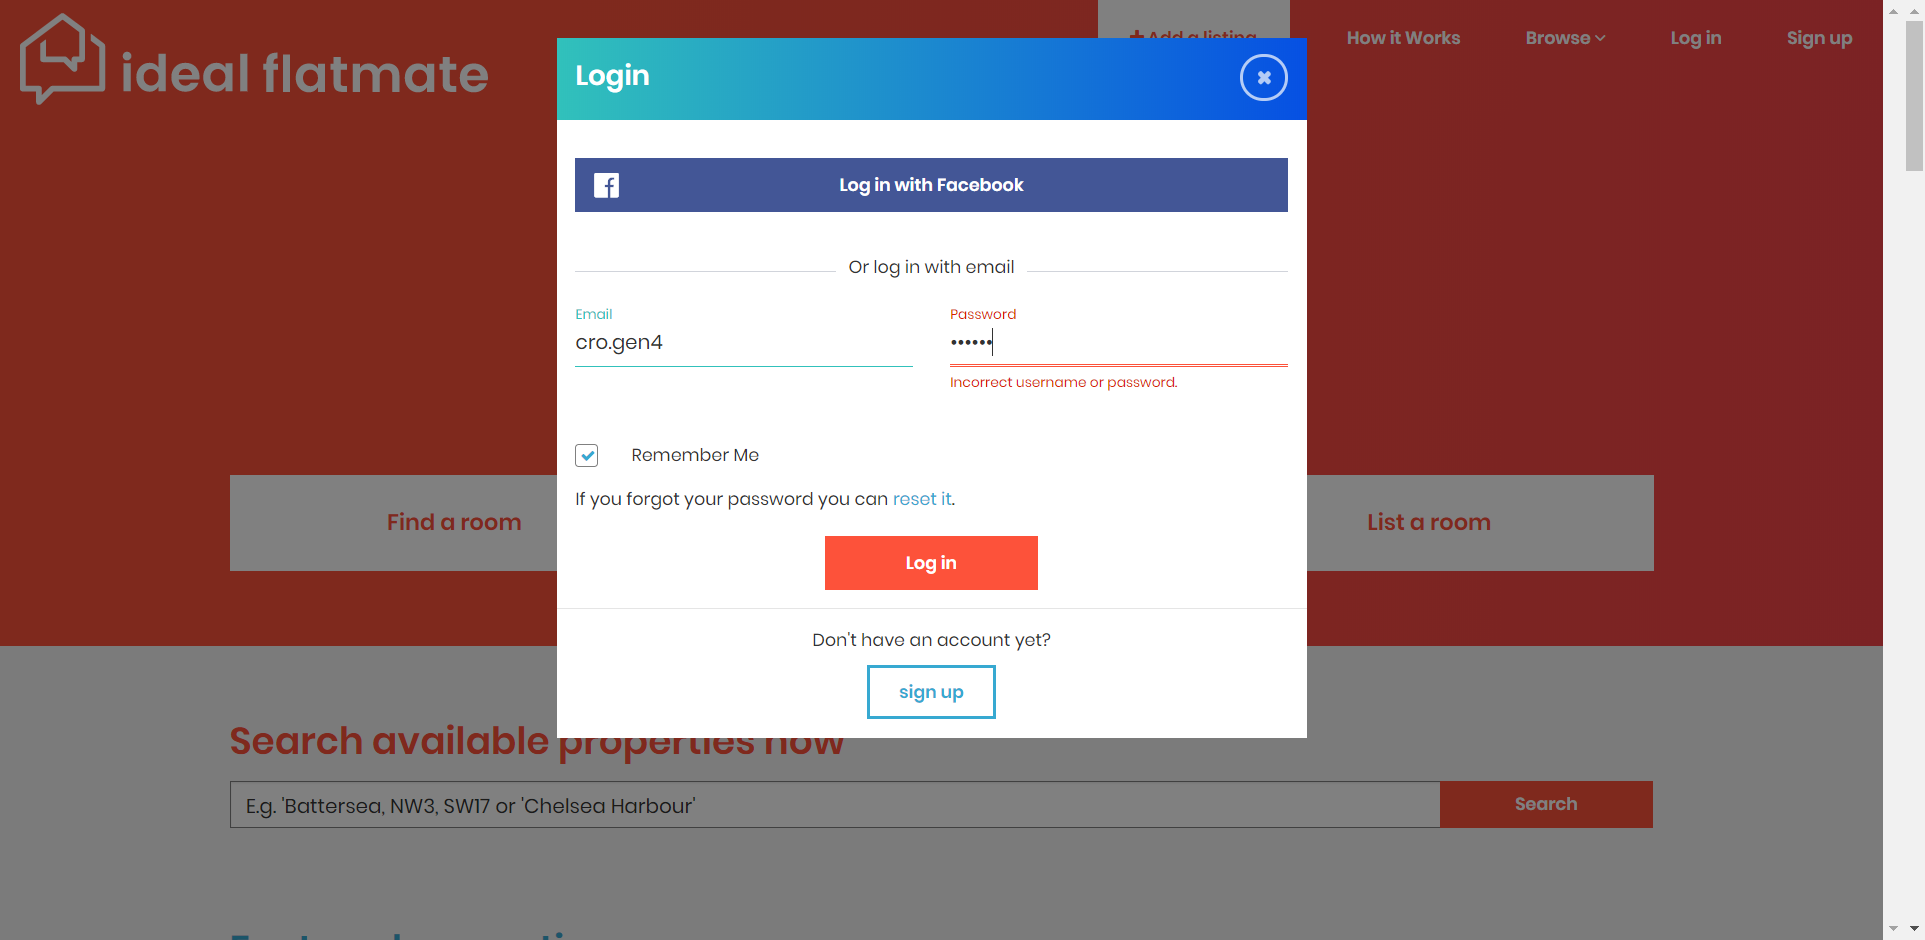 ideal flatmate
Add a listing
How it Works
Browse
Log in
Sign up
Login
Log in with Facebook
Or log in with email
Email
cro.gen4
Password
••••••
Incorrect username or password.
Remember Me
If you forgot your password you can reset it.
Log in
Don't have an account yet?
sign up
Find a room
List a room
Search available properties now
E.g. 'Battersea, NW3, SW17 or 'Chelsea Harbour'
Search